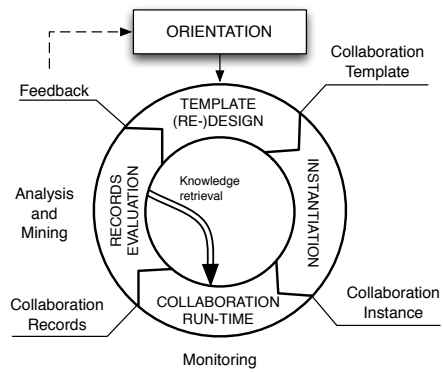 ORIENTATION
Collaboration
Template
Feedback
TEMPLATE
(RE-)DESIGN
Knowledge
retrieval
INSTANTIATION
RECORDS
EVALUATION
Analysis
and
Mining
Collaboration
Records
COLLABORATION
RUN-TIME
Collaboration
Instance
Monitoring